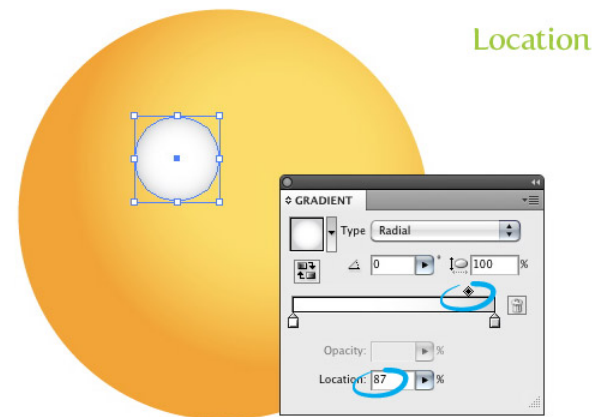 Location
GRADIENT
Type Radial
0 ° 100 %
Opacity: %
Location: 87 %